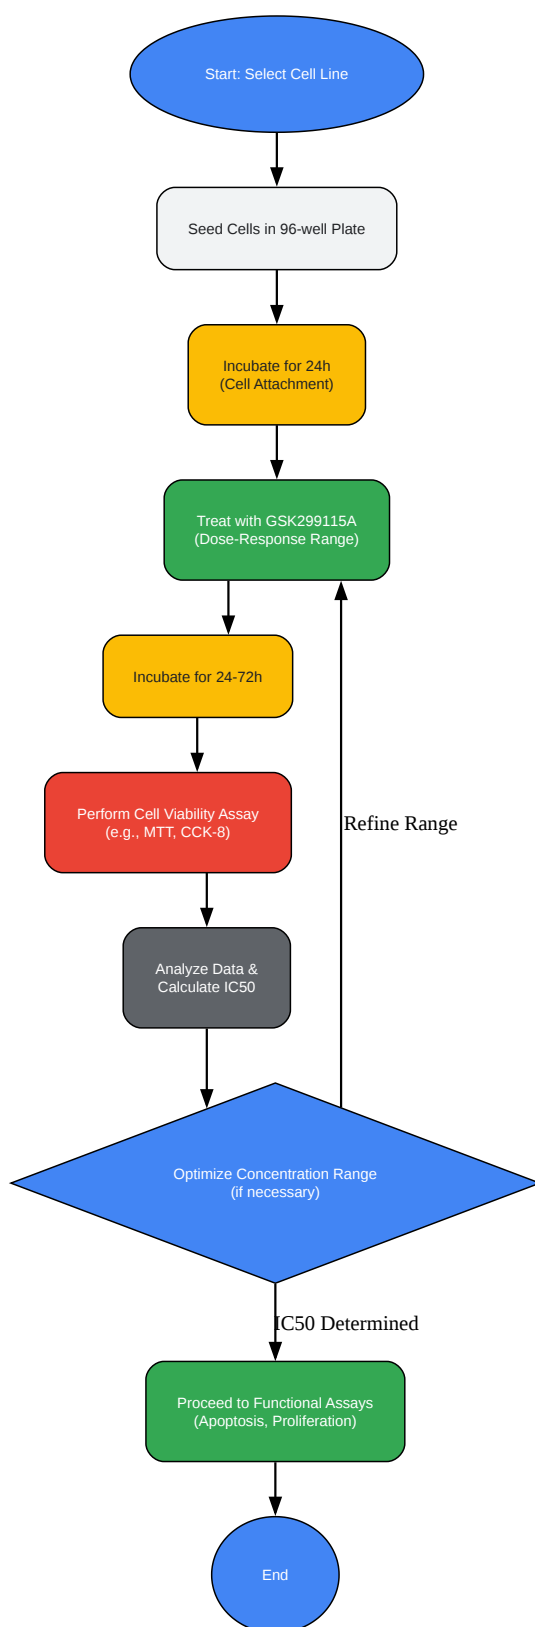 Start: Select Cell Line
Seed Cells in 96-well Plate
Incubate for 24h
(Cell Attachment)
Treat with GSK299115A
(Dose-Response Range)
Incubate for 24-72h
Perform Cell Viability Assay
(e.g., MTT, CCK-8)
Refine Range
Analyze Data &
Calculate IC50
Optimize Concentration Range
(if necessary)
IC50 Determined
Proceed to Functional Assays
(Apoptosis, Proliferation)
End